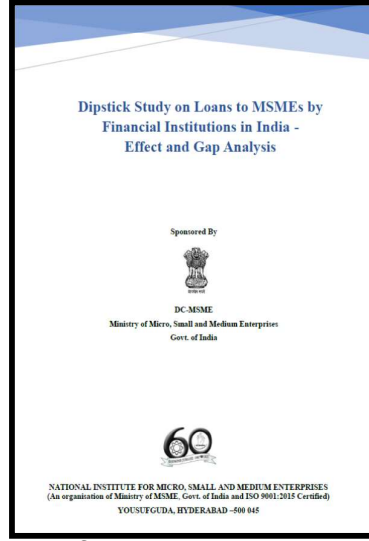 Dipstick Study on Loans to MSMEs by
Financial Institutions in India -
Effect and Gap Analysis
Sponsored By
DC-MSME
Ministry of Micro, Small and Medium Enterprises
Govt. of India
60
NATIONAL INSTITUTE FOR MICRO, SMALL AND MEDIUM ENTERPRISES
(An organisation of Ministry of MSME, Govt. of India and ISO 9001:2015 Certified)
YOUSUFGUDA, HYDERABAD –500 045